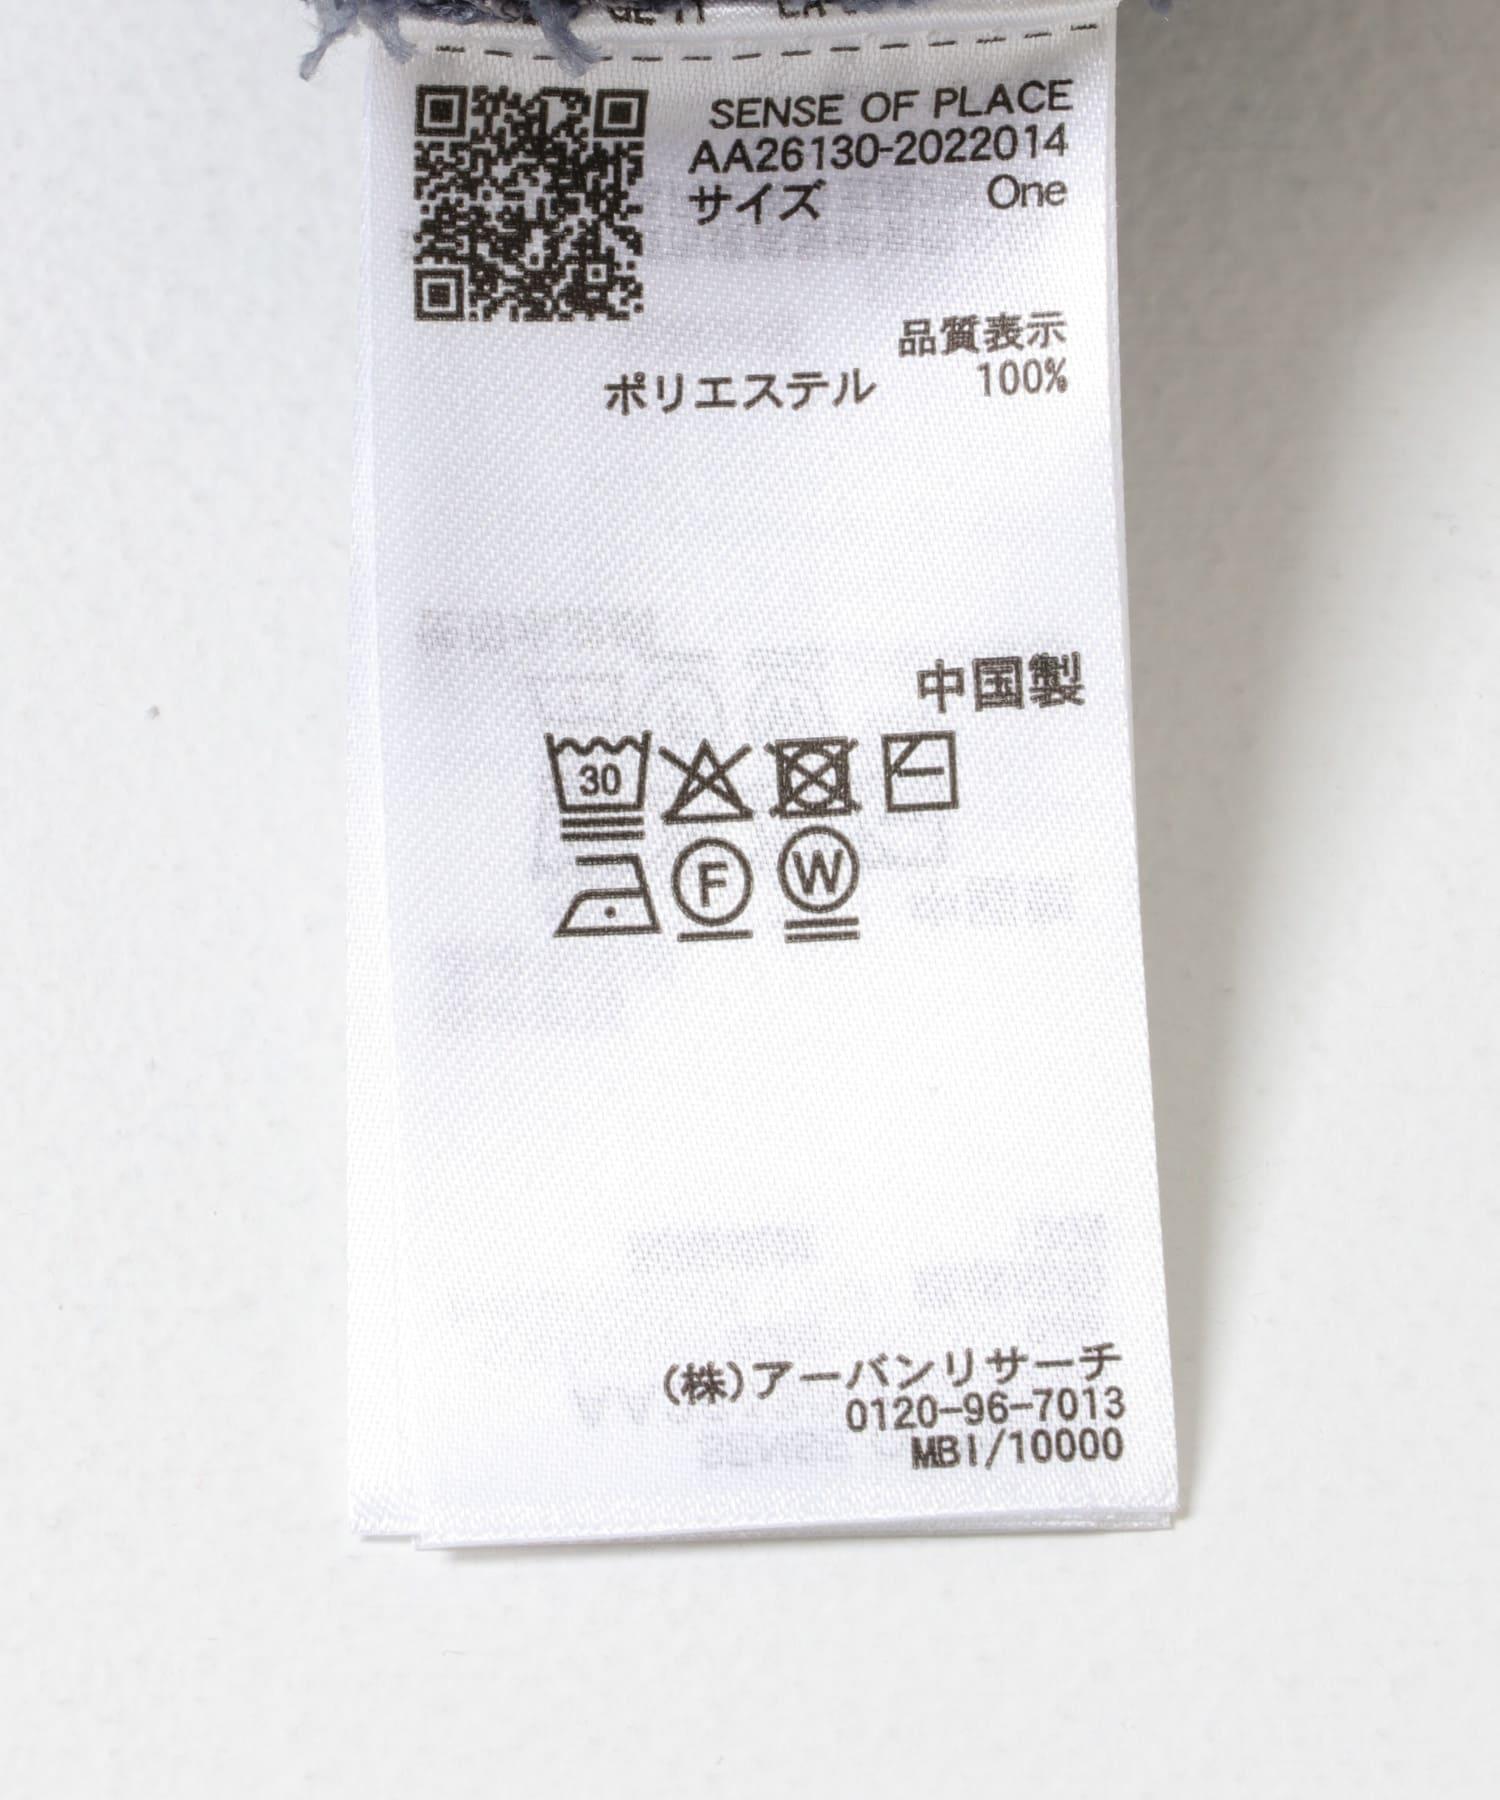 SENSE OF PLACE
AA26130-2022014
サイズ One
品質表示
ポリエステル 100%
中国製
30
F W
(株)アーバンリサーチ
0120-96-7013
MBI/10000